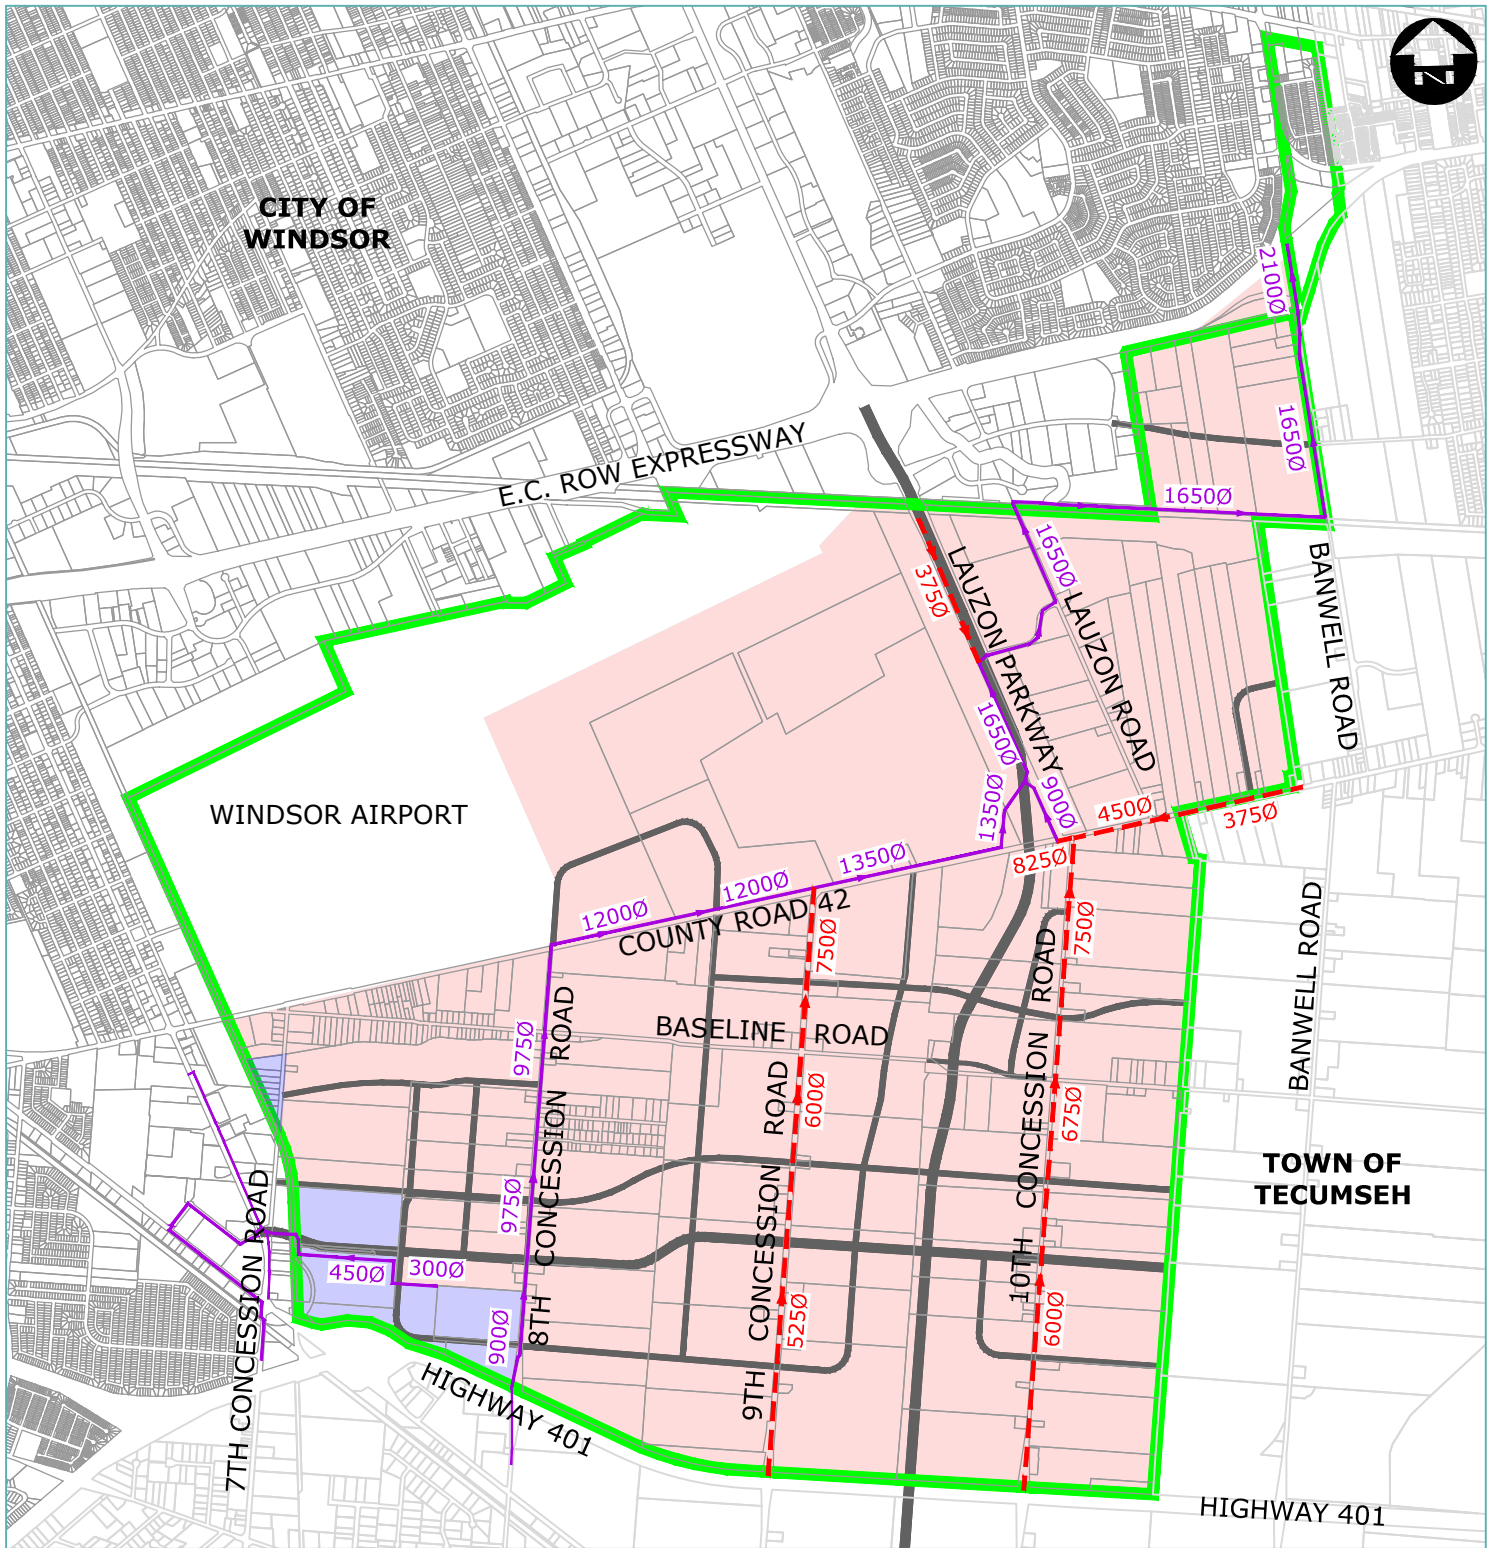 N
CITY OF
WINDSOR
2100Ø
1650Ø
E.C. ROW EXPRESSWAY
1650Ø
1650Ø
375Ø
LAUZON PARKWAY
LAUZON ROAD
BANWELL ROAD
1650Ø
WINDSOR AIRPORT
1350Ø
900Ø
450Ø
375Ø
1350Ø
825Ø
1200Ø
1200Ø
COUNTY ROAD 42
750Ø
750Ø
BANWELL ROAD
975Ø
BASELINE ROAD
600Ø
675Ø
975Ø
8TH CONCESSION ROAD
9TH CONCESSION ROAD
10TH CONCESSION ROAD
TOWN OF
TECUMSEH
7TH CONCESSION ROAD
450Ø
300Ø
900Ø
525Ø
600Ø
HIGHWAY 401
HIGHWAY 401